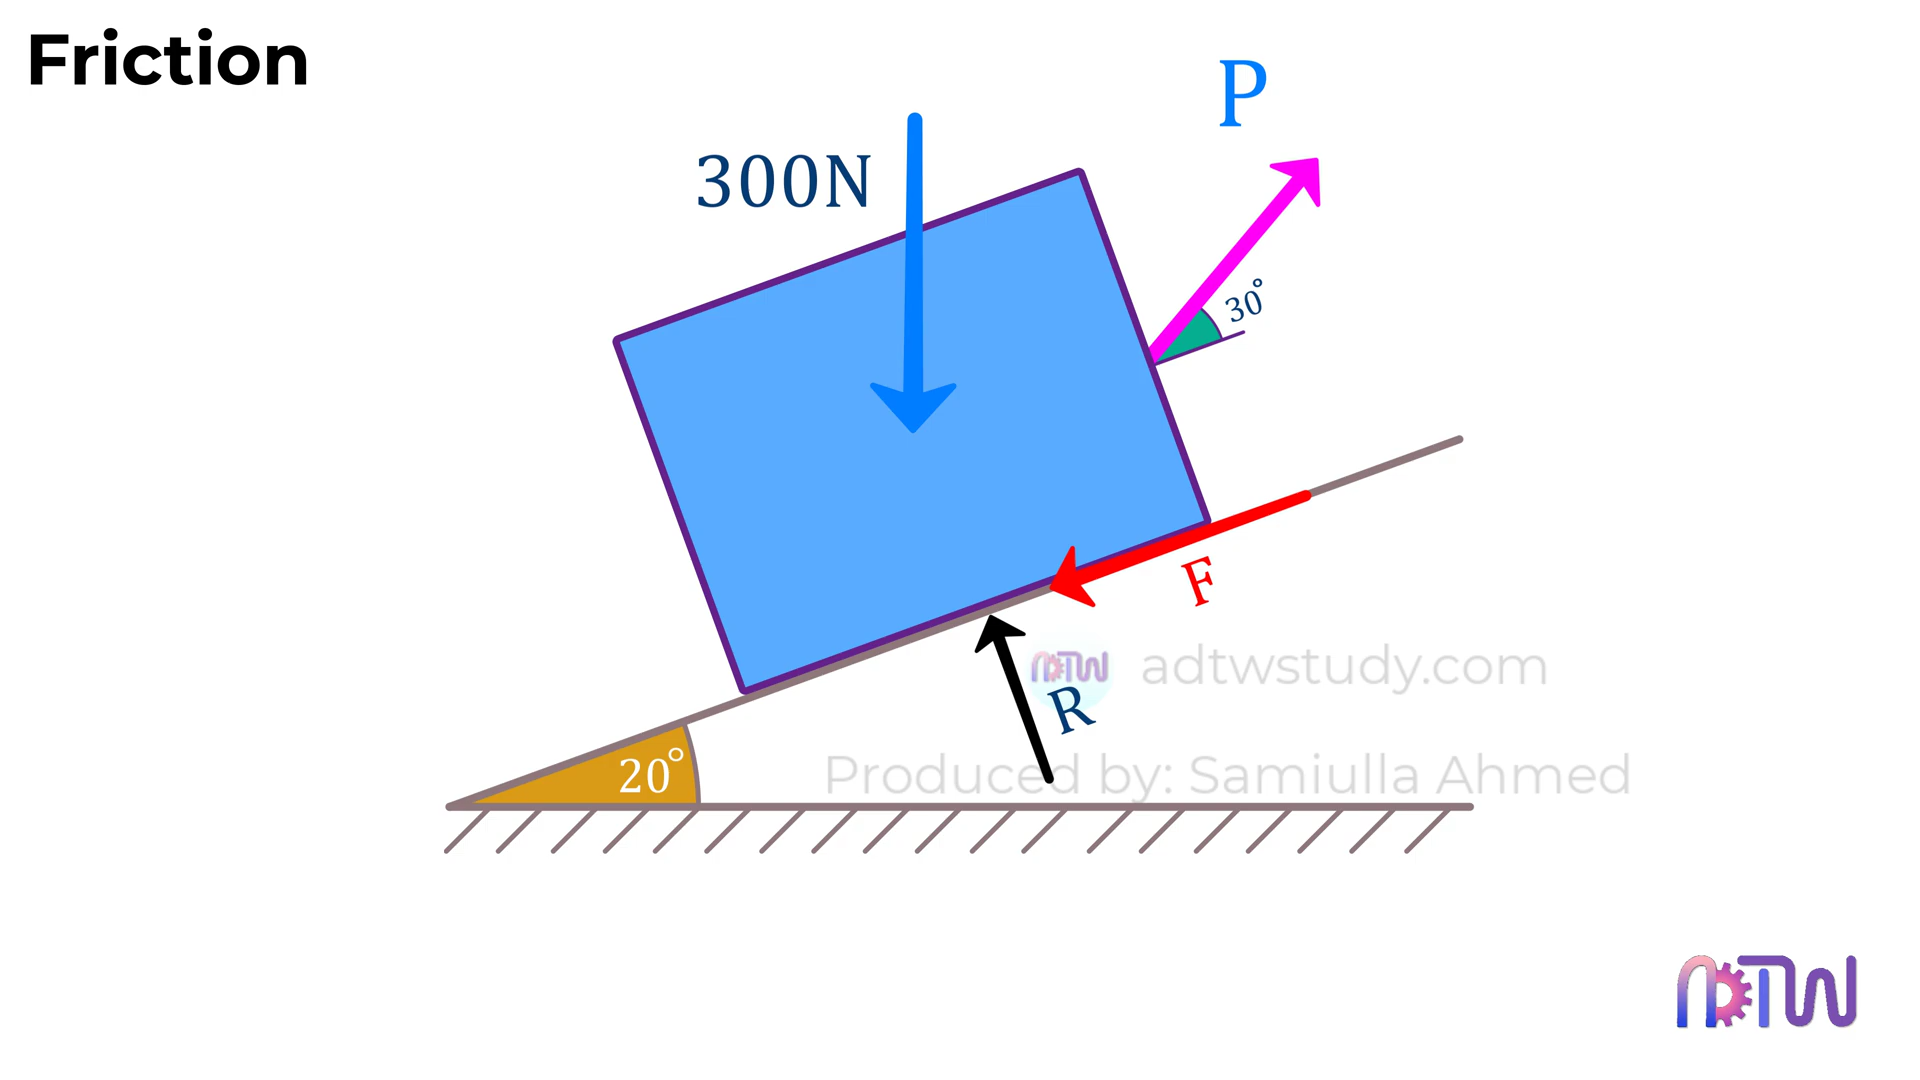 Friction
P
300N
30°
F
adtwstudy.com
R
20°
Produced by: Samiulla Ahmed